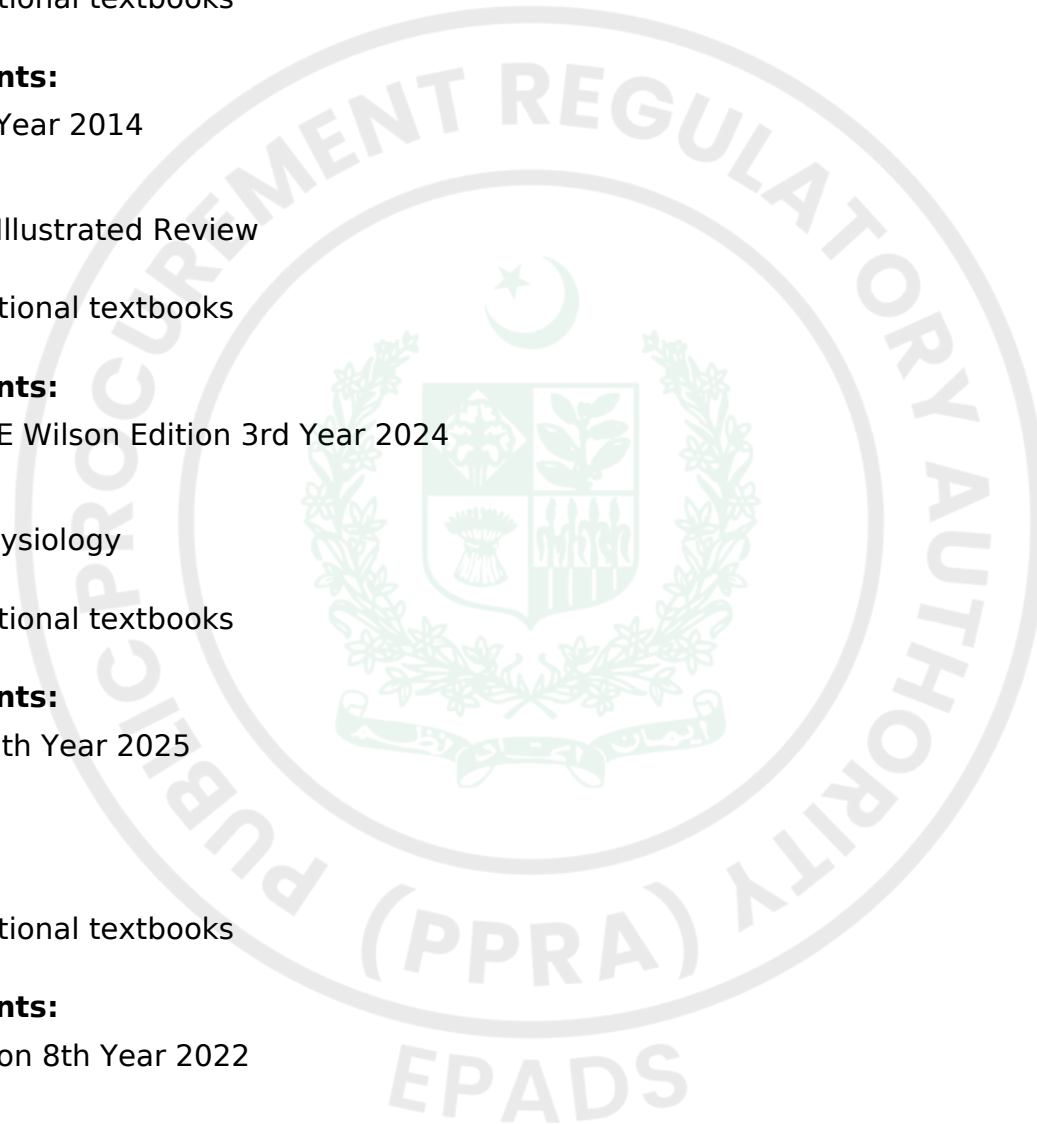 tional textbooks
nts:
Year 2014
Illustrated Review
tional textbooks
nts:
E Wilson Edition 3rd Year 2024
ysiology
tional textbooks
nts:
th Year 2025
tional textbooks
nts:
on 8th Year 2022
PUBLIC PROCUREMENT REGULATORY AUTHORITY
(PPRA)
EPADS